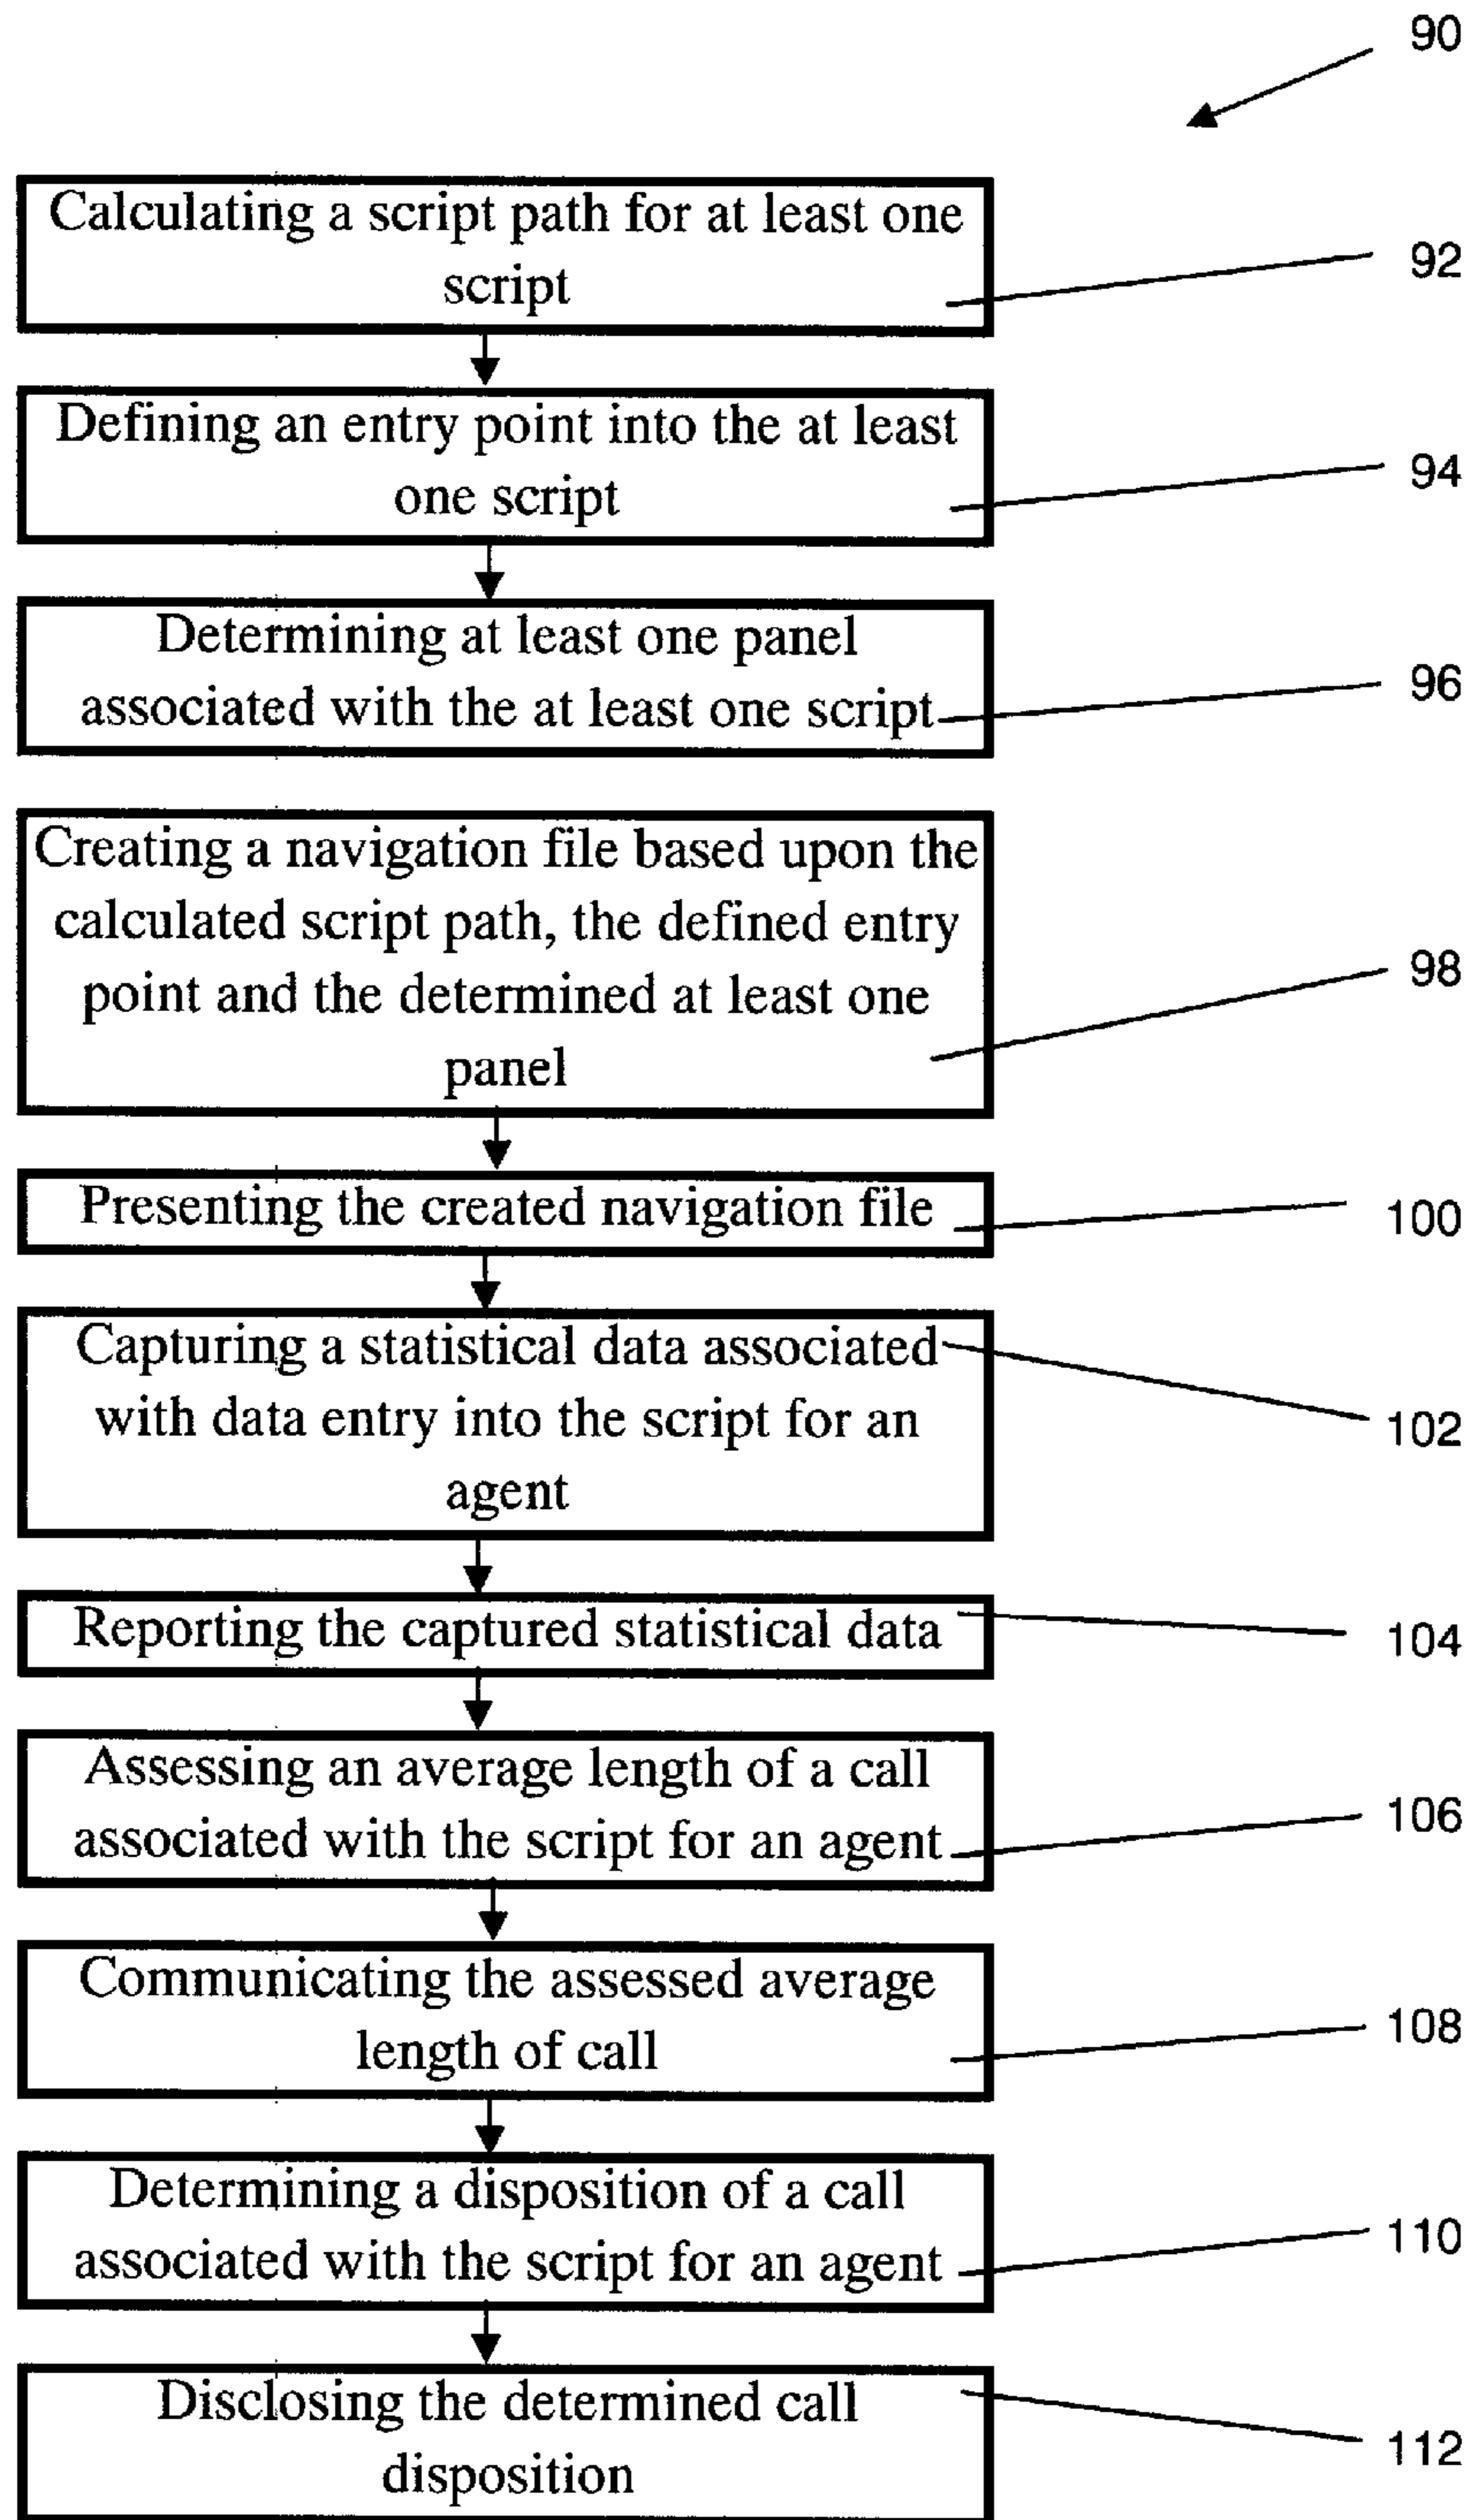 90
Calculating a script path for at least one
script
92
Defining an entry point into the at least
one script
94
Determining at least one panel
associated with the at least one script
96
Creating a navigation file based upon the
calculated script path, the defined entry
point and the determined at least one
panel
98
Presenting the created navigation file
100
Capturing a statistical data associated
with data entry into the script for an
agent
102
Reporting the captured statistical data
104
Assessing an average length of a call
associated with the script for an agent
106
Communicating the assessed average
length of call
108
Determining a disposition of a call
associated with the script for an agent
110
Disclosing the determined call
disposition
112